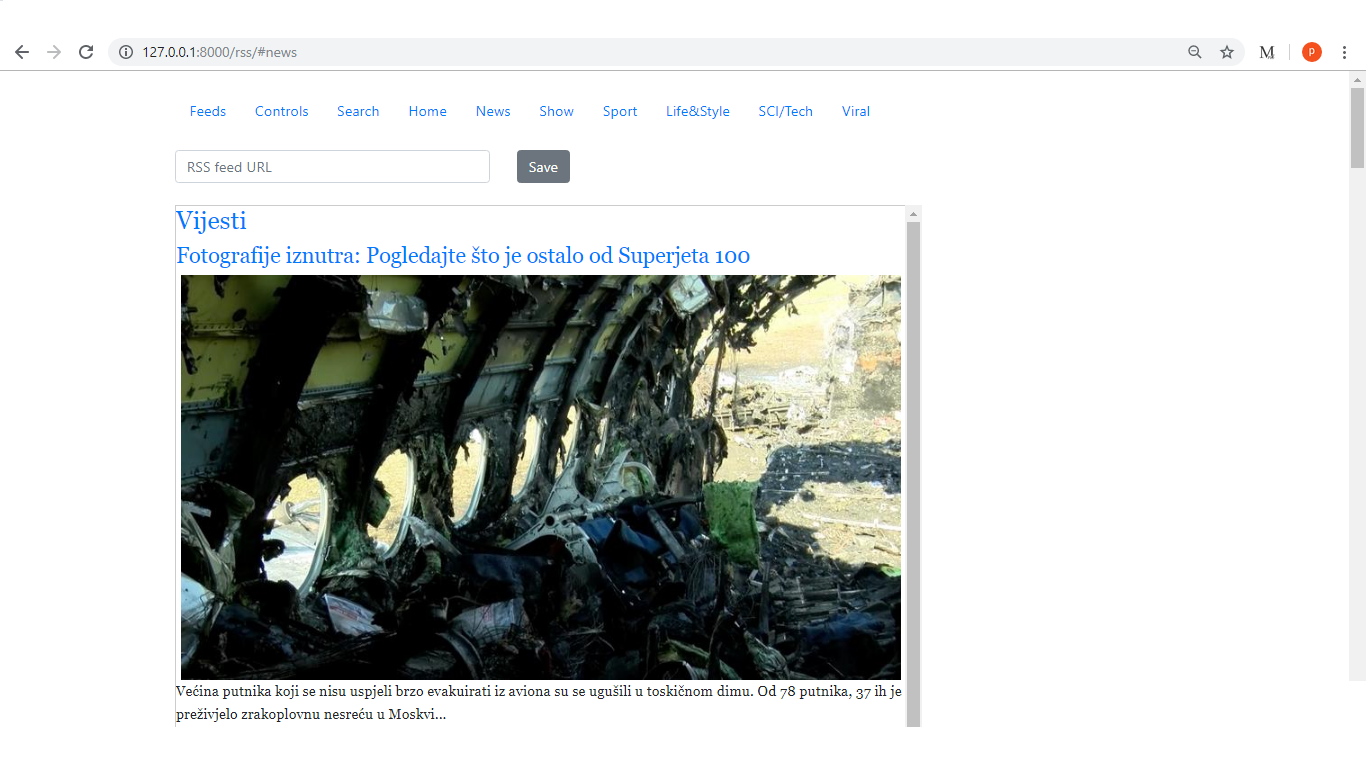 127.0.0.1:8000/rss/#news
M
P
Feeds Controls Search Home News Show Sport Life&Style SCI/Tech Viral
RSS feed URL
Save
Vijesti
Fotografije iznutra: Pogledajte što je ostalo od Superjeta 100
Većina putnika koji se nisu uspjeli brzo evakuirati iz aviona su se ugušili u toskičnom dimu. Od 78 putnika, 37 ih je
preživjelo zrakoplovnu nesreću u Moskvi...